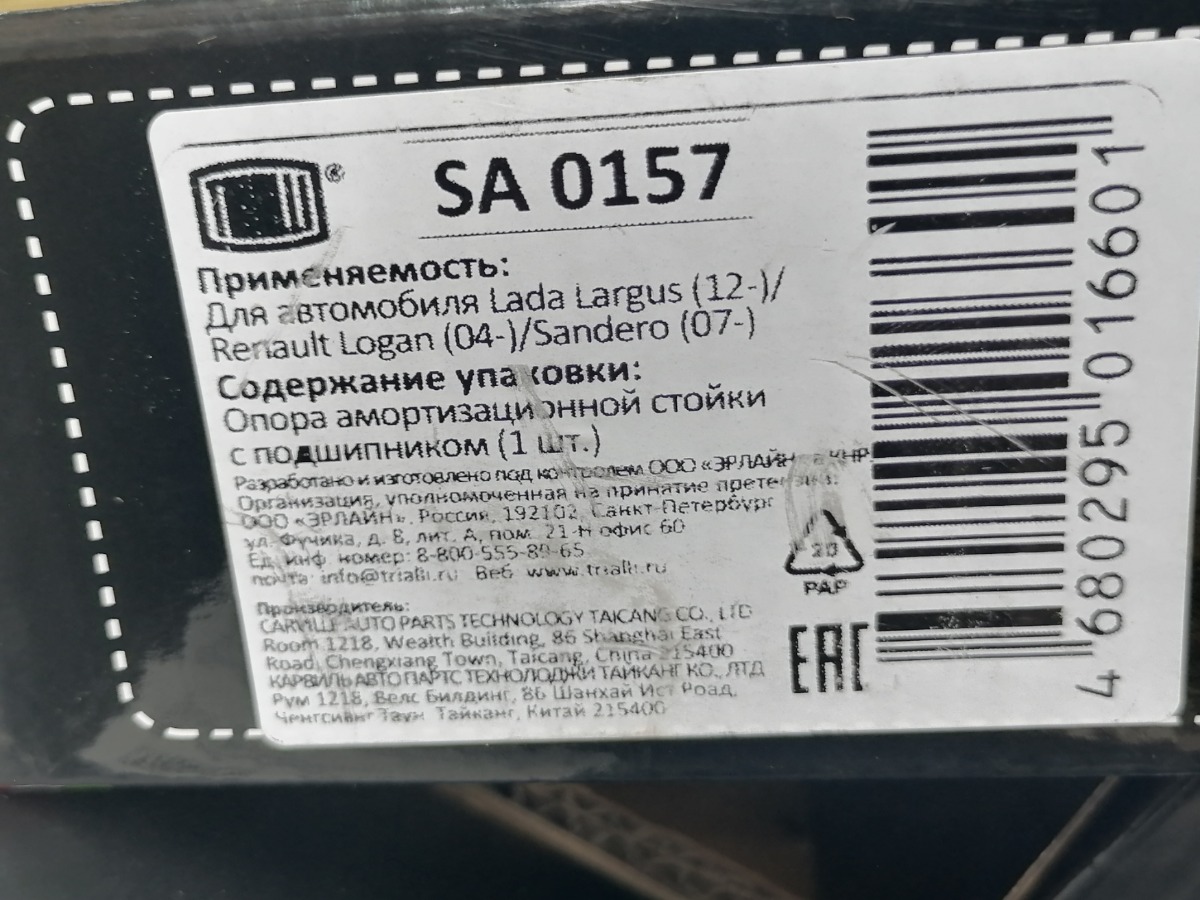 ®
SA 0157
Применяемость:
Для автомобиля Lada Largus (12-)/
Renault Logan (04-)/Sandero (07-)
Содержание упаковки:
Опора амортизационной стойки
с подшипником (1 шт.)
Разработано и изготовлено под контролем ООО «ЭРЛАЙН» в КНР.
Организация, уполномоченная на принятие претензий:
ООО «ЭРЛАЙН», Россия, 192102, Санкт-Петербург
ул. Фучика, д. 8, лит. А, пом. 21-Н офис 60
Ед. инф. номер: 8-800-555-89-65
почта: info@trialli.ru Веб www.trialli.ru
Производитель:
CARVILLE AUTO PARTS TECHNOLOGY TAICANG CO., LTD
Room 1218, Wealth Building, 86 Shanghai East
Road, Chengxiang Town, Taicang, China 215400
КАРВИЛЬ АВТО ПАРТС ТЕХНОЛОДЖИ ТАЙКАНГ КО., ЛТД
Рум 1218, Велс Билдинг, 86 Шанхай Ист Роад,
Ченгсианг Таун Тайканг, Китай 215400
20
PAP
EAC
4 680295 016601